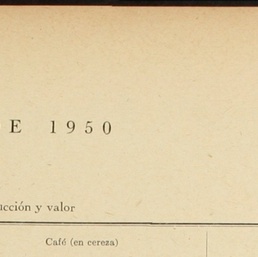 E 1950
ucción y valor
Café (en cereza)